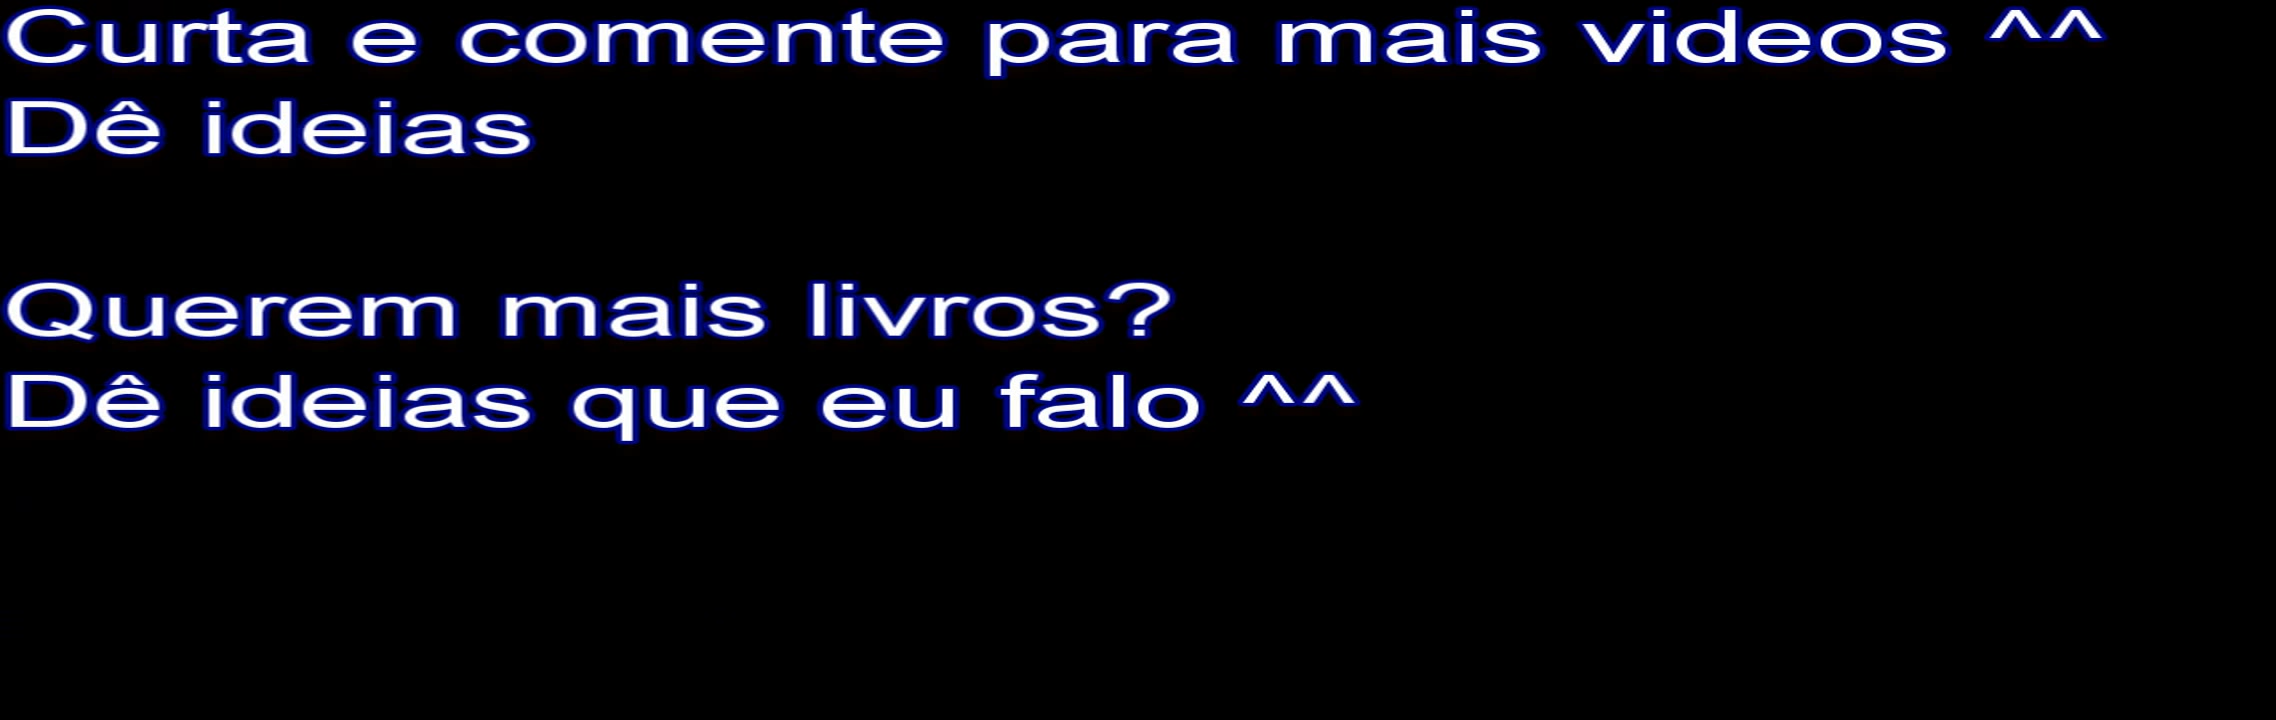 Curta e comente para mais videos ^^
Dê ideias
Querem mais livros?
Dê ideias que eu falo ^^